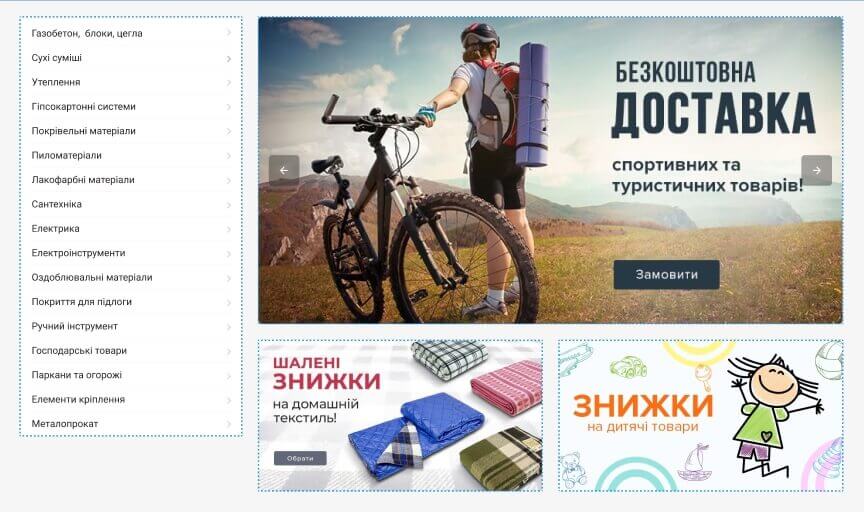 Газобетон, блоки, цегла
Сухі суміші
Утеплення
Гіпсокартонні системи
Покрівельні матеріали
Пиломатеріали
Лакофарбні матеріали
Сантехніка
Електрика
Електроінструменти
Оздоблювальні матеріали
Покриття для підлоги
Ручний інструмент
Господарські товари
Паркани та огорожі
Елементи кріплення
Металопрокат
БЕЗКОШТОВНА
ДОСТАВКА
спортивних та
туристичних товарів!
Замовити
ШАЛЕНІ
ЗНИЖКИ
на домашній
текстиль!
Обрати
ЗНИЖКИ
на дитячі товари